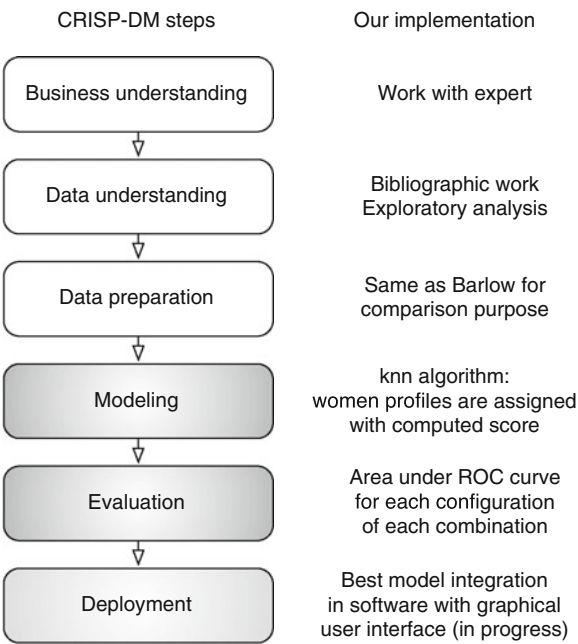 CRISP-DM steps
Our implementation
Business understanding
Work with expert
Data understanding
Bibliographic work
Exploratory analysis
Data preparation
Same as Barlow for
comparison purpose
Modeling
knn algorithm:
women profiles are assigned
with computed score
Evaluation
Area under ROC curve
for each configuration
of each combination
Deployment
Best model integration
in software with graphical
user interface (in progress)